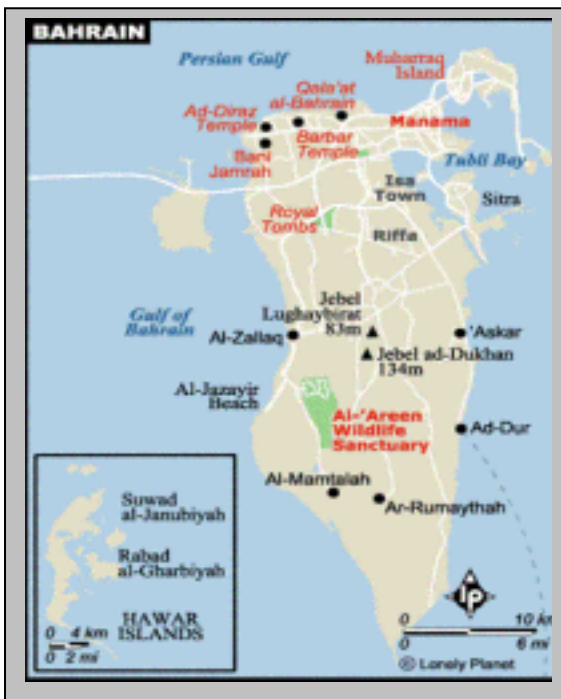 BAHRAIN
Persian Gulf
Muharraq
Island
Qala'at
al-Bahrain
Ad-Diraz
Temple
Manama
Barbar
Temple
Bani
Jamrah
Tubli Bay
Isa
Town
Sitra
Royal
Tombs
Riffa
Jebel
Lughaybirat
83m
Gulf of
Bahrain
Al-Zallaq
'Askar
Jebel ad-Dukhan
134m
Al-Jazayir
Beach
Al-'Areen
Wildlife
Sanctuary
Ad-Dur
Al-Mamtalah
Ar-Rumaythah
Suwad
al-Janubiyah
Rabad
al-Gharbiyah
HAWAR
ISLANDS
0 4 km
0 2 mi
lp
0 10 km
0 6 mi
© Lonely Planet